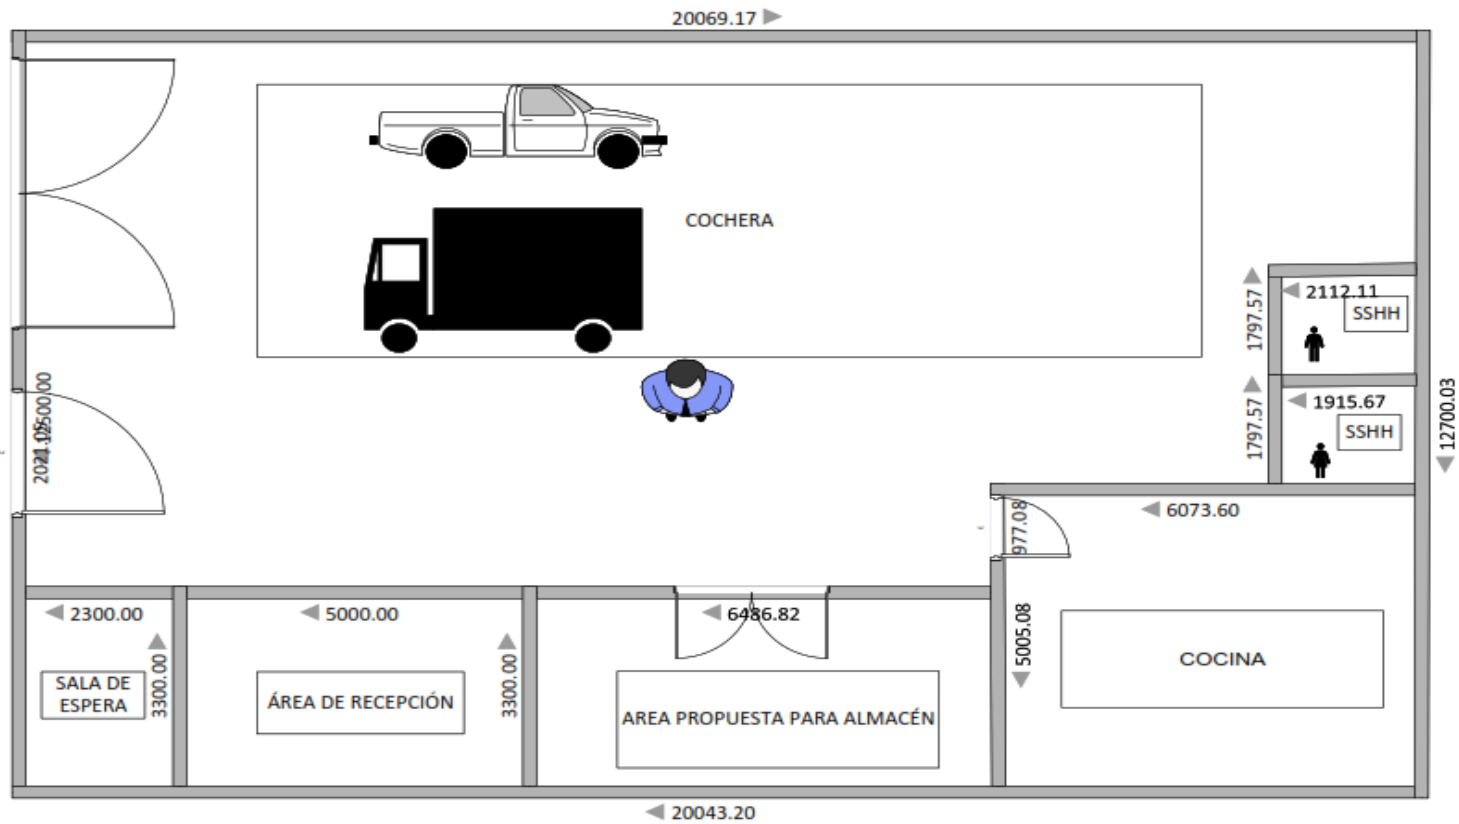 20069.17
COCHERA
1797.57
2112.11
SSHH
1797.57
1915.67
SSHH
12700.03
6073.60
977.08
2300.00
5000.00
6486.82
3300.00
3300.00
5005.08
SALA DE
ESPERA
ÁREA DE RECEPCIÓN
AREA PROPUESTA PARA ALMACÉN
COCINA
20043.20